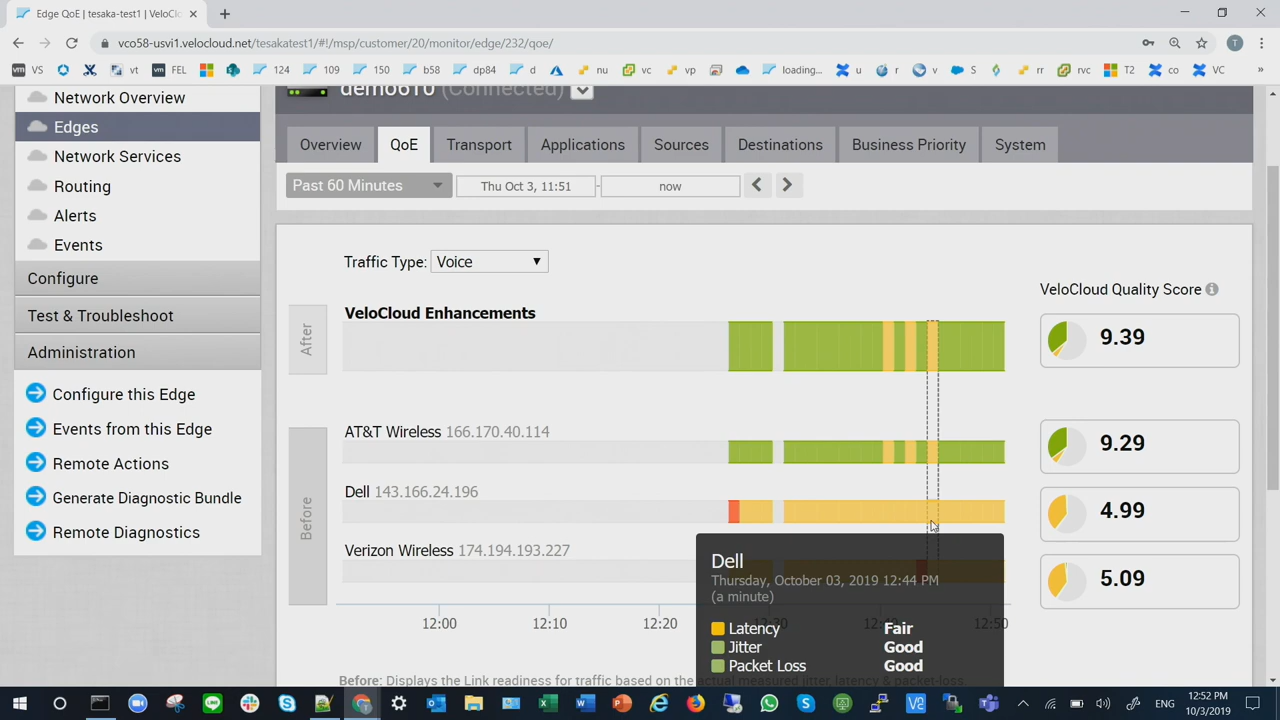 Edge QoE | tesaka-test1 | VeloClo
vco58-usvi1.velocloud.net/tesakatest1/#!/msp/customer/20/monitor/edge/232/qoe/
T
VS vt FEL 124 109 150 b58 dp84 d nu vc vp loading... u r v S rr rvc T2 co VC »
Network Overview
Edges
Network Services
Routing
Alerts
Events
Configure
Test & Troubleshoot
Administration
Configure this Edge
Events from this Edge
Remote Actions
Generate Diagnostic Bundle
Remote Diagnostics
demo610 (Connected)
Overview QoE Transport Applications Sources Destinations Business Priority System
Past 60 Minutes Thu Oct 3, 11:51 - now
Traffic Type: Voice
VeloCloud Quality Score
After
VeloCloud Enhancements
9.39
Before
AT&T Wireless 166.170.40.114
9.29
Dell 143.166.24.196
4.99
Verizon Wireless 174.194.193.227
5.09
12:00 12:10 12:20 12:30 12:40 12:50
Dell
Thursday, October 03, 2019 12:44 PM
(a minute)
Latency Fair
Jitter Good
Packet Loss Good
Before: Displays the Link readiness for traffic based on the actual measured jitter, latency & packet-loss.
ENG
12:52 PM
10/3/2019